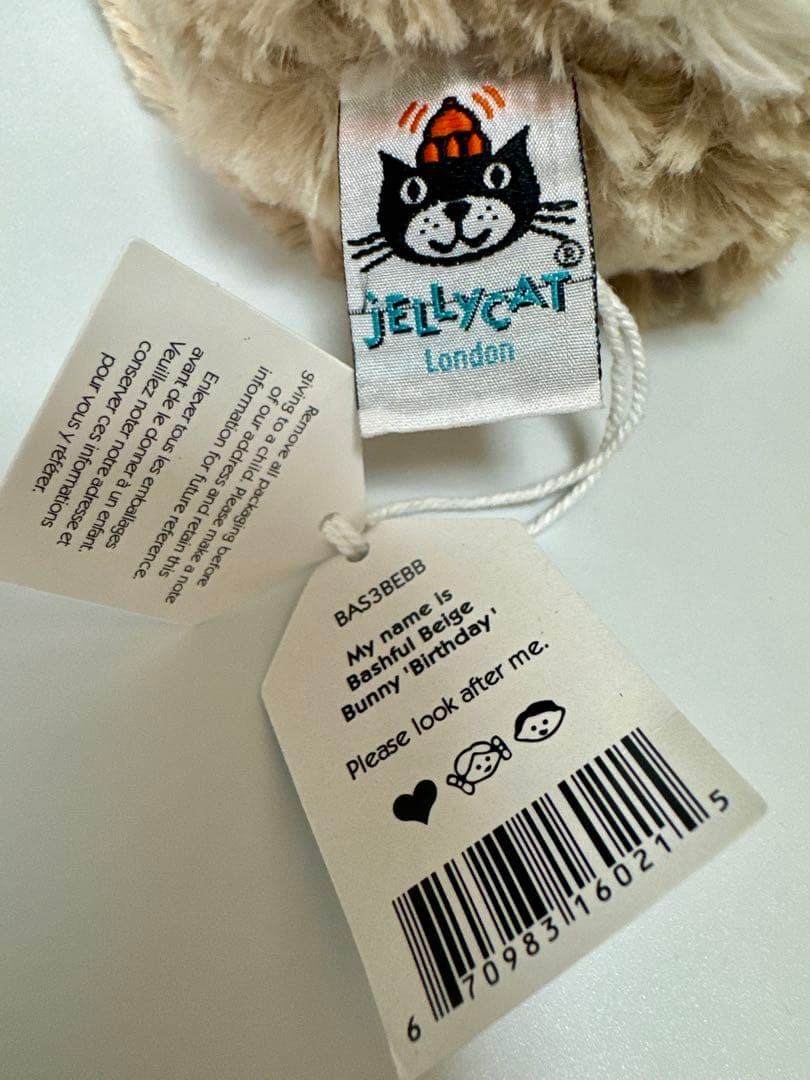 JELLYCAT
®
London
Remove all packaging before
giving to a child. Please make a note
of our address and retain this
information for future reference.
Enlever tous les emballages
avant de le donner à un enfant.
Veuillez noter notre adresse et
conserver ces informations
pour vous y référer.
BAS3BEBB
My name is
Bashful Beige
Bunny 'Birthday'
Please look after me.
6 70983 16021 5